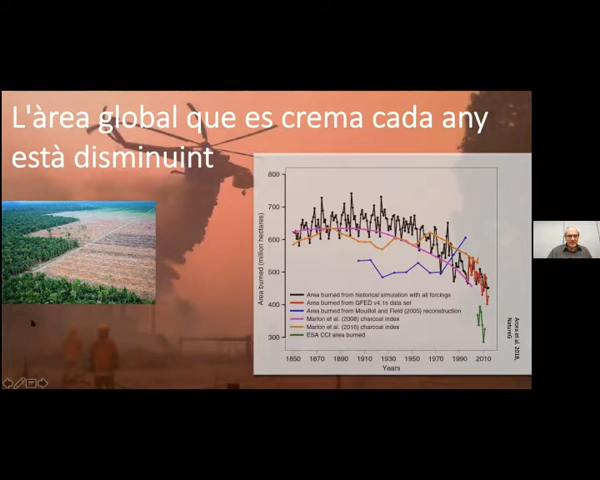 L'àrea global que es crema cada any
està disminuint
800
700
600
500
400
300
Area burned (million hectares)
Area burned from historical simulation with all forcings
Area burned from GFED v4.1s data set
Area burned from Mouillot and Field (2005) reconstruction
Marlon et al. (2008) charcoal index
Marlon et al. (2016) charcoal index
ESA CCI area burned
1850 1870 1890 1910 1930 1950 1970 1990 2010
Years
Arora et al. 2018,